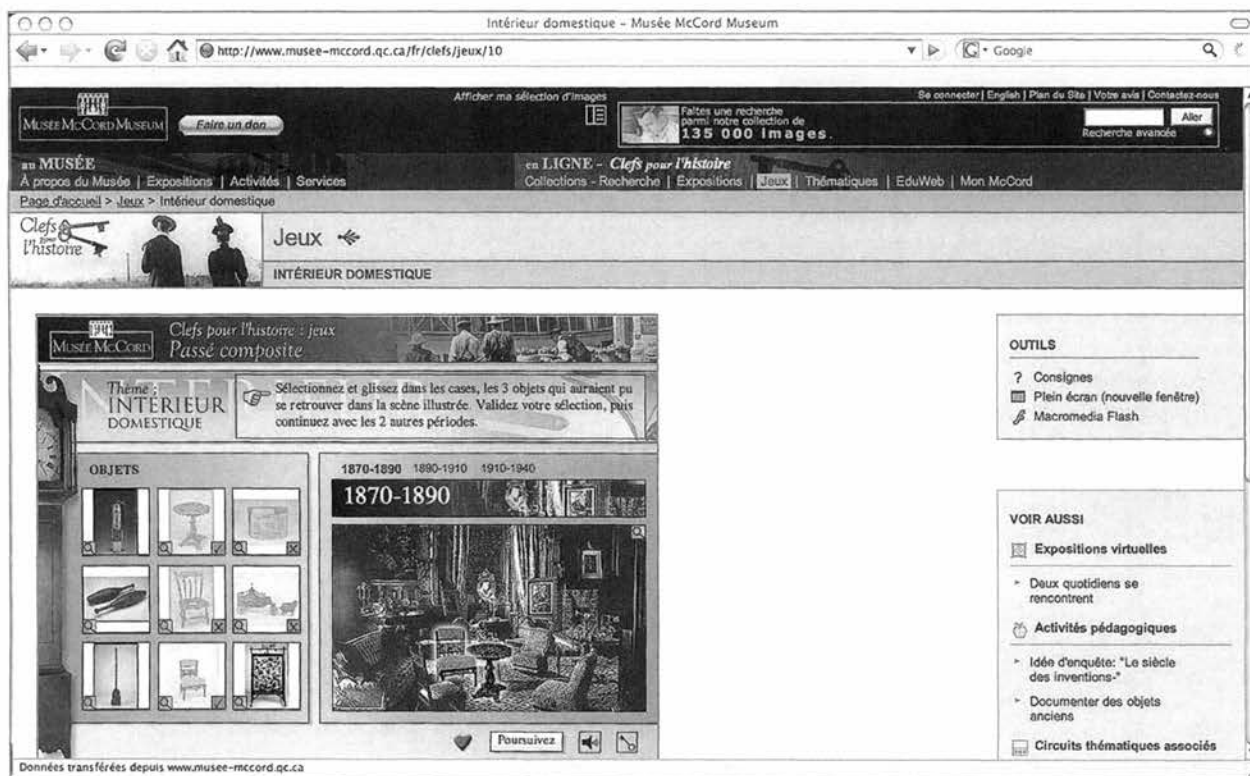 Intérieur domestique – Musée McCord Museum
http://www.musee-mccord.qc.ca/fr/clefs/jeux/10
Google
Afficher ma sélection d'images
Se connecter | English | Plan du Site | Votre avis | Contactez-nous
MUSÉE MCCORD MUSEUM
Faire un don
Faites une recherche
parmi notre collection de
135 000 images.
Aller
Recherche avancée
au MUSÉE
À propos du Musée | Expositions | Activités | Services
en LIGNE - Clefs pour l'histoire
Collections - Recherche | Expositions | Jeux | Thématiques | EduWeb | Mon McCord
Page d'accueil > Jeux > Intérieur domestique
Clefs
pour
l'histoire
Jeux
INTÉRIEUR DOMESTIQUE
MUSÉE MCCORD
Clefs pour l'histoire : jeux
Passé composite
Thème :
INTÉRIEUR
DOMESTIQUE
Sélectionnez et glissez dans les cases, les 3 objets qui auraient pu
se retrouver dans la scène illustrée. Validez votre sélection, puis
continuez avec les 2 autres périodes.
OBJETS
1870-1890 1890-1910 1910-1940
1870-1890
Poursuivez
OUTILS
? Consignes
Plein écran (nouvelle fenêtre)
Macromedia Flash
VOIR AUSSI
Expositions virtuelles
Deux quotidiens se
rencontrent
Activités pédagogiques
Idée d'enquête: "Le siècle
des inventions-"
Documenter des objets
anciens
Circuits thématiques associés
Données transférées depuis www.musee-mccord.qc.ca